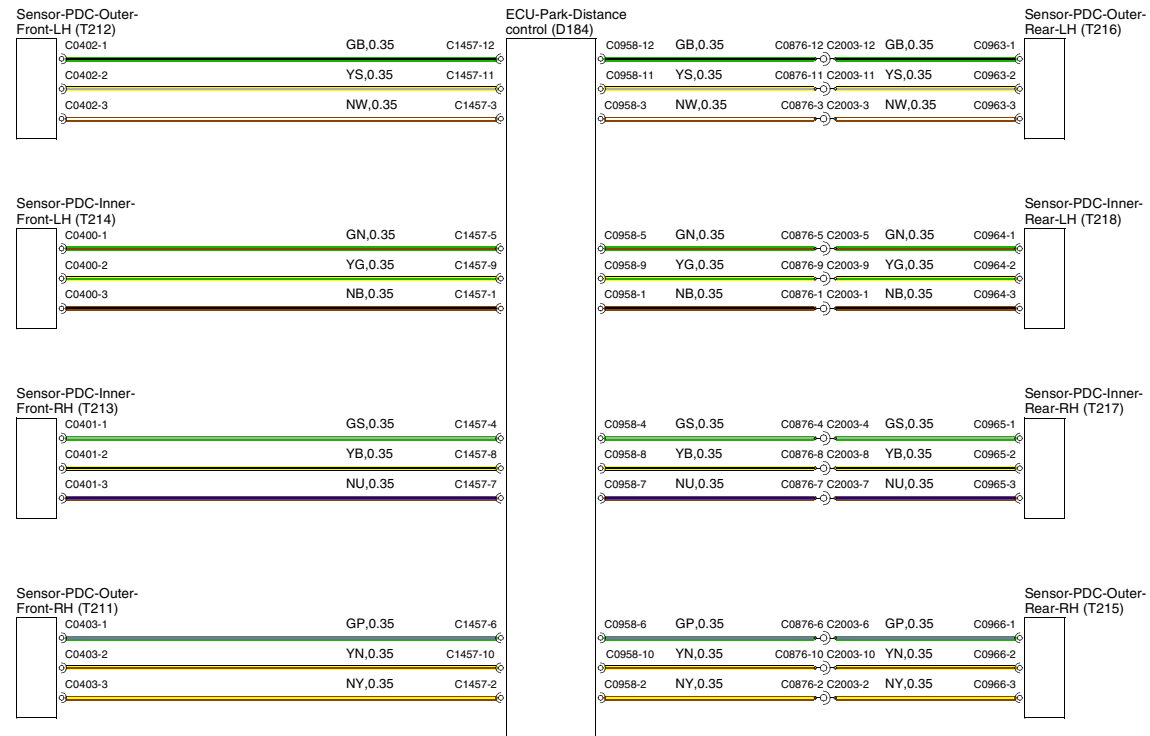 Sensor-PDC-Outer-
Front-LH (T212)
ECU-Park-Distance
control (D184)
Sensor-PDC-Outer-
Rear-LH (T216)
C0402-1 GB,0.35 C1457-12 C0958-12 GB,0.35 C0876-12 C2003-12 GB,0.35 C0963-1
C0402-2 YS,0.35 C1457-11 C0958-11 YS,0.35 C0876-11 C2003-11 YS,0.35 C0963-2
C0402-3 NW,0.35 C1457-3 C0958-3 NW,0.35 C0876-3 C2003-3 NW,0.35 C0963-3
Sensor-PDC-Inner-
Front-LH (T214)
Sensor-PDC-Inner-
Rear-LH (T218)
C0400-1 GN,0.35 C1457-5 C0958-5 GN,0.35 C0876-5 C2003-5 GN,0.35 C0964-1
C0400-2 YG,0.35 C1457-9 C0958-9 YG,0.35 C0876-9 C2003-9 YG,0.35 C0964-2
C0400-3 NB,0.35 C1457-1 C0958-1 NB,0.35 C0876-1 C2003-1 NB,0.35 C0964-3
Sensor-PDC-Inner-
Front-RH (T213)
Sensor-PDC-Inner-
Rear-RH (T217)
C0401-1 GS,0.35 C1457-4 C0958-4 GS,0.35 C0876-4 C2003-4 GS,0.35 C0965-1
C0401-2 YB,0.35 C1457-8 C0958-8 YB,0.35 C0876-8 C2003-8 YB,0.35 C0965-2
C0401-3 NU,0.35 C1457-7 C0958-7 NU,0.35 C0876-7 C2003-7 NU,0.35 C0965-3
Sensor-PDC-Outer-
Front-RH (T211)
Sensor-PDC-Outer-
Rear-RH (T215)
C0403-1 GP,0.35 C1457-6 C0958-6 GP,0.35 C0876-6 C2003-6 GP,0.35 C0966-1
C0403-2 YN,0.35 C1457-10 C0958-10 YN,0.35 C0876-10 C2003-10 YN,0.35 C0966-2
C0403-3 NY,0.35 C1457-2 C0958-2 NY,0.35 C0876-2 C2003-2 NY,0.35 C0966-3